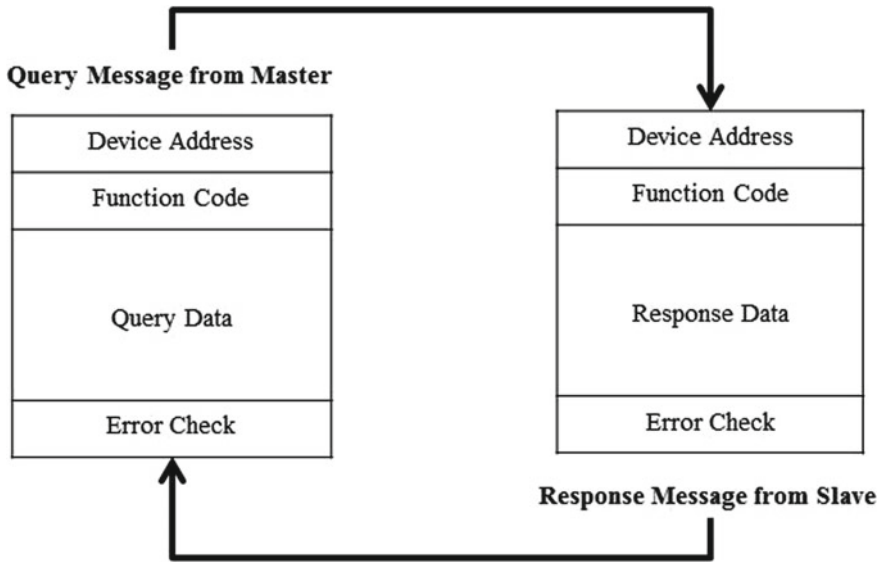 Query Message from Master
Device Address
Function Code
Query Data
Error Check
Device Address
Function Code
Response Data
Error Check
Response Message from Slave